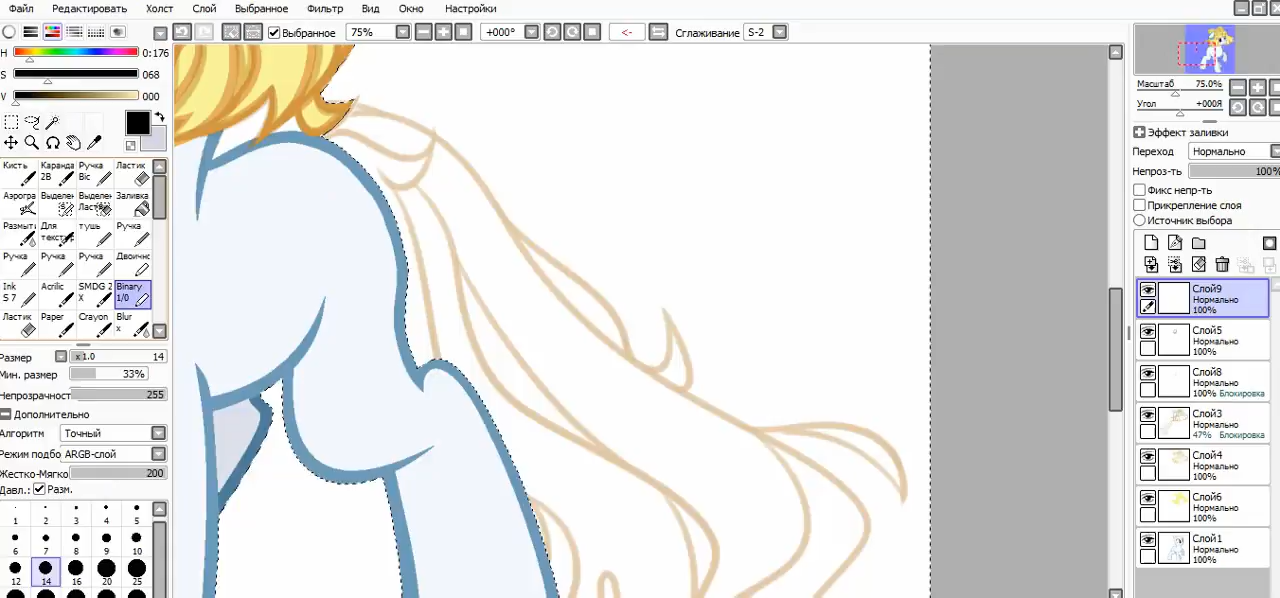 Файл Редактировать Холст Слой Выбранное Фильтр Вид Окно Настройки
Выбранное 75% +000° <-- Сглаживание S-2
H 0:176
S 068
V 000
Кисть Каранда 2B Ручка Bic Ластик
Аэрогра Выделен Выделен Ласт Заливка
Размыт Для текст тушь Ручка
Ручка Ручка Ручка Двоичн
Ink S 7 Acrilic SMDG 2 X Binary 1/0
Ластик Paper Crayon Blur x
Размер x 1.0 14
Мин. размер 33%
Непрозрачност 255
Дополнительно
Алгоритм Точный
Режим подбо ARGB-слой
Жестко-Мягко 200
Давл.: Разм.
1 2 3 4 5
6 7 8 9 10
12 14 16 20 25
Масштаб 75.0%
Угол +000Я
Эффект заливки
Переход Нормально
Непроз-ть 100%
Фикс непр-ть
Прикрепление слоя
Источник выбора
Слой9
Нормально
100%
Слой5
Нормально
100%
Слой8
Нормально
100% Блокировка
Слой3
Нормально
47% Блокировка
Слой4
Нормально
100%
Слой6
Нормально
100%
Слой1
Нормально
100%